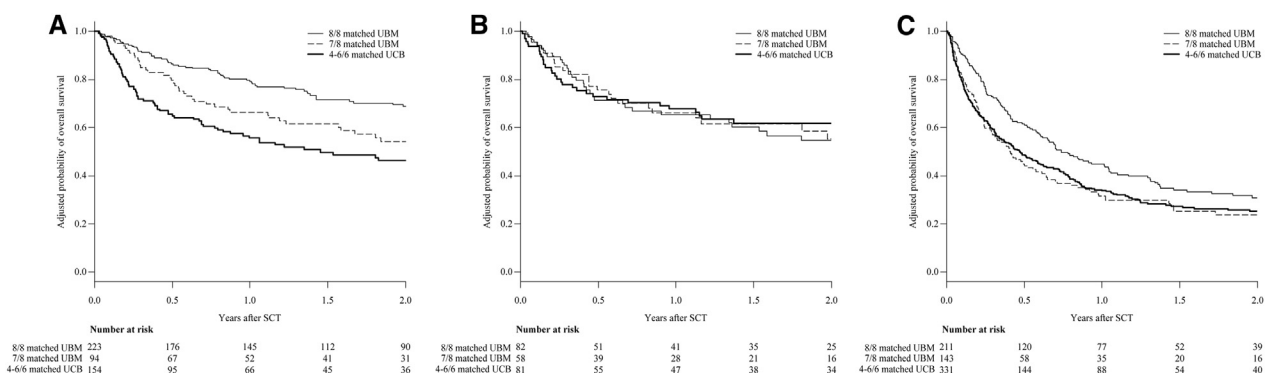 A
1.0
0.8
0.6
0.4
0.2
0.0
Adjusted probability of overall survival
8/8 matched UBM
7/8 matched UBM
4-6/6 matched UCB
0.0 0.5 1.0 1.5 2.0
Years after SCT
Number at risk
8/8 matched UBM 223 176 145 112 90
7/8 matched UBM 94 67 52 41 31
4-6/6 matched UCB 154 95 66 45 36
B
1.0
0.8
0.6
0.4
0.2
0.0
Adjusted probability of overall survival
8/8 matched UBM
7/8 matched UBM
4-6/6 matched UCB
0.0 0.5 1.0 1.5 2.0
Years after SCT
Number at risk
8/8 matched UBM 82 51 41 35 25
7/8 matched UBM 58 39 28 21 16
4-6/6 matched UCB 81 55 47 38 34
C
1.0
0.8
0.6
0.4
0.2
0.0
Adjusted probability of overall survival
8/8 matched UBM
7/8 matched UBM
4-6/6 matched UCB
0.0 0.5 1.0 1.5 2.0
Years after SCT
Number at risk
8/8 matched UBM 211 120 77 52 39
7/8 matched UBM 143 58 35 20 16
4-6/6 matched UCB 331 144 88 54 40